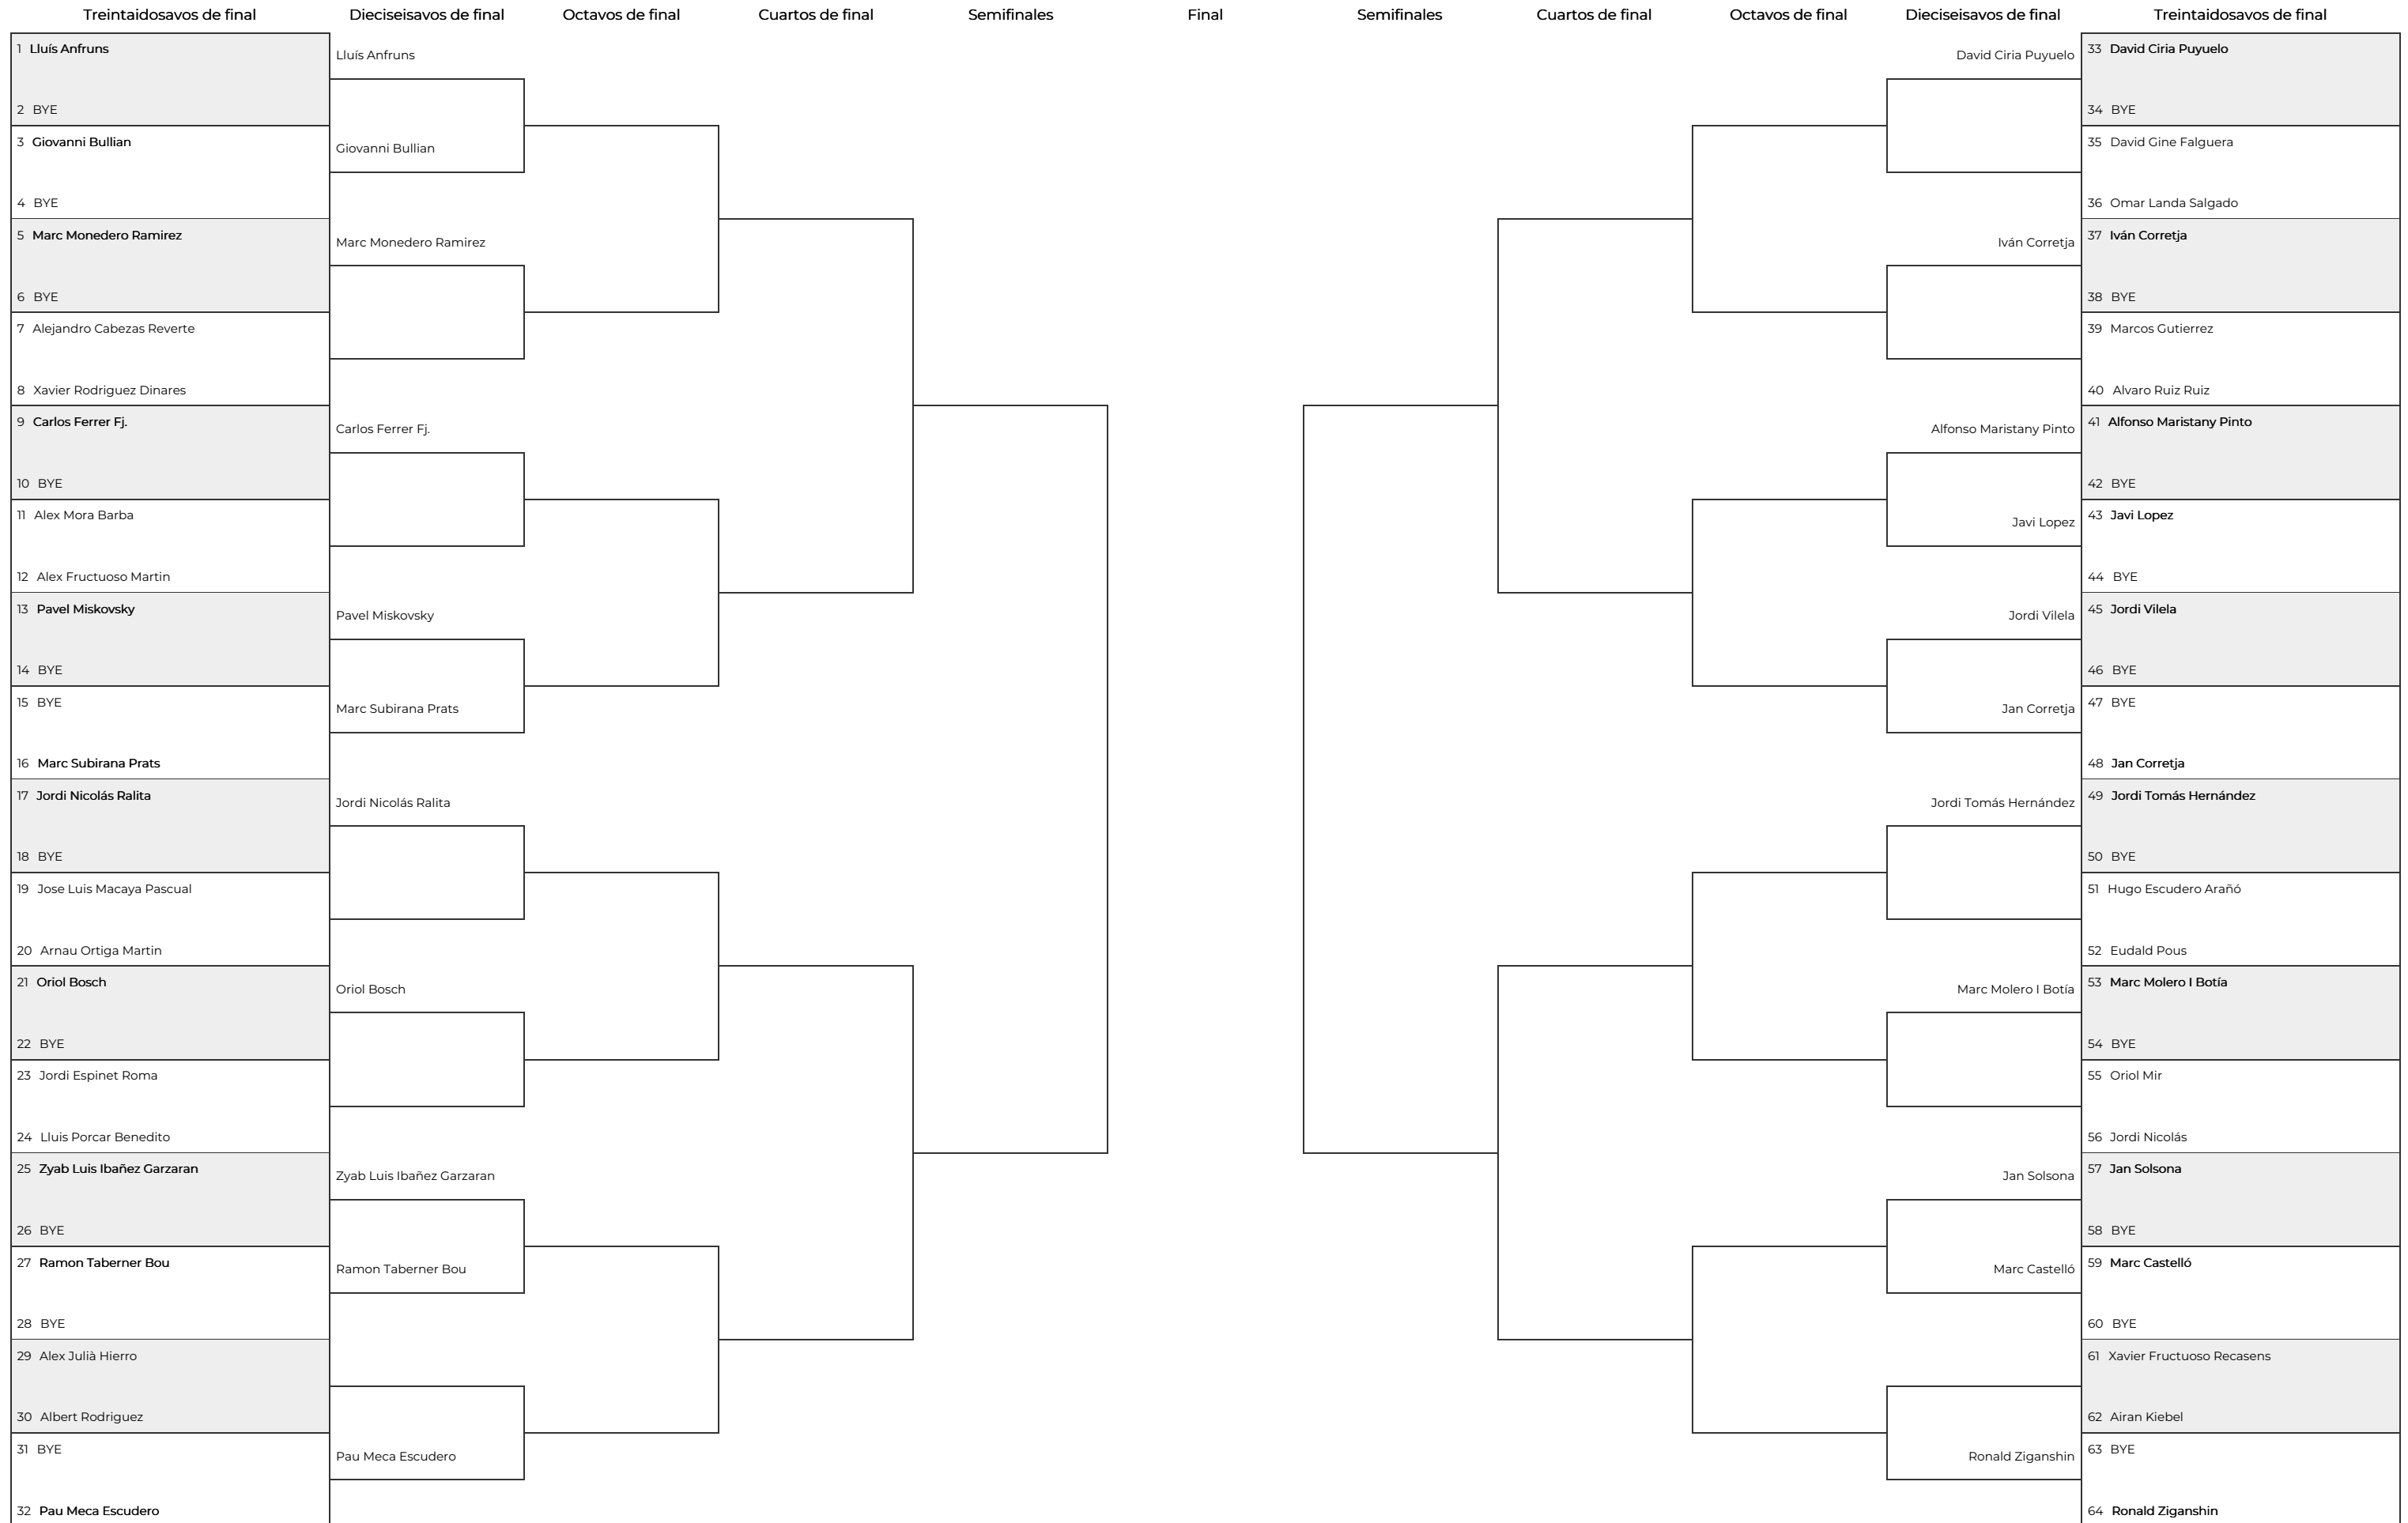 Treintaidosavos de final
Dieciseisavos de final
Octavos de final
Cuartos de final
Semifinales
Final
Semifinales
Cuartos de final
Octavos de final
Dieciseisavos de final
Treintaidosavos de final
1 Lluís Anfruns
2 BYE
3 Giovanni Bullian
4 BYE
5 Marc Monedero Ramirez
6 BYE
7 Alejandro Cabezas Reverte
8 Xavier Rodriguez Dinares
9 Carlos Ferrer Fj.
10 BYE
11 Alex Mora Barba
12 Alex Fructuoso Martin
13 Pavel Miskovsky
14 BYE
15 BYE
16 Marc Subirana Prats
17 Jordi Nicolás Ralita
18 BYE
19 Jose Luis Macaya Pascual
20 Arnau Ortiga Martin
21 Oriol Bosch
22 BYE
23 Jordi Espinet Roma
24 Lluis Porcar Benedito
25 Zyab Luis Ibañez Garzaran
26 BYE
27 Ramon Taberner Bou
28 BYE
29 Alex Julià Hierro
30 Albert Rodriguez
31 BYE
32 Pau Meca Escudero
Lluís Anfruns
Giovanni Bullian
Marc Monedero Ramirez
Carlos Ferrer Fj.
Pavel Miskovsky
Marc Subirana Prats
Jordi Nicolás Ralita
Oriol Bosch
Zyab Luis Ibañez Garzaran
Ramon Taberner Bou
Pau Meca Escudero
David Ciria Puyuelo
Iván Corretja
Alfonso Maristany Pinto
Javi Lopez
Jordi Vilela
Jan Corretja
Jordi Tomás Hernández
Marc Molero I Botía
Jan Solsona
Marc Castelló
Ronald Ziganshin
33 David Ciria Puyuelo
34 BYE
35 David Gine Falguera
36 Omar Landa Salgado
37 Iván Corretja
38 BYE
39 Marcos Gutierrez
40 Alvaro Ruiz Ruiz
41 Alfonso Maristany Pinto
42 BYE
43 Javi Lopez
44 BYE
45 Jordi Vilela
46 BYE
47 BYE
48 Jan Corretja
49 Jordi Tomás Hernández
50 BYE
51 Hugo Escudero Arañó
52 Eudald Pous
53 Marc Molero I Botía
54 BYE
55 Oriol Mir
56 Jordi Nicolás
57 Jan Solsona
58 BYE
59 Marc Castelló
60 BYE
61 Xavier Fructuoso Recasens
62 Airan Kiebel
63 BYE
64 Ronald Ziganshin